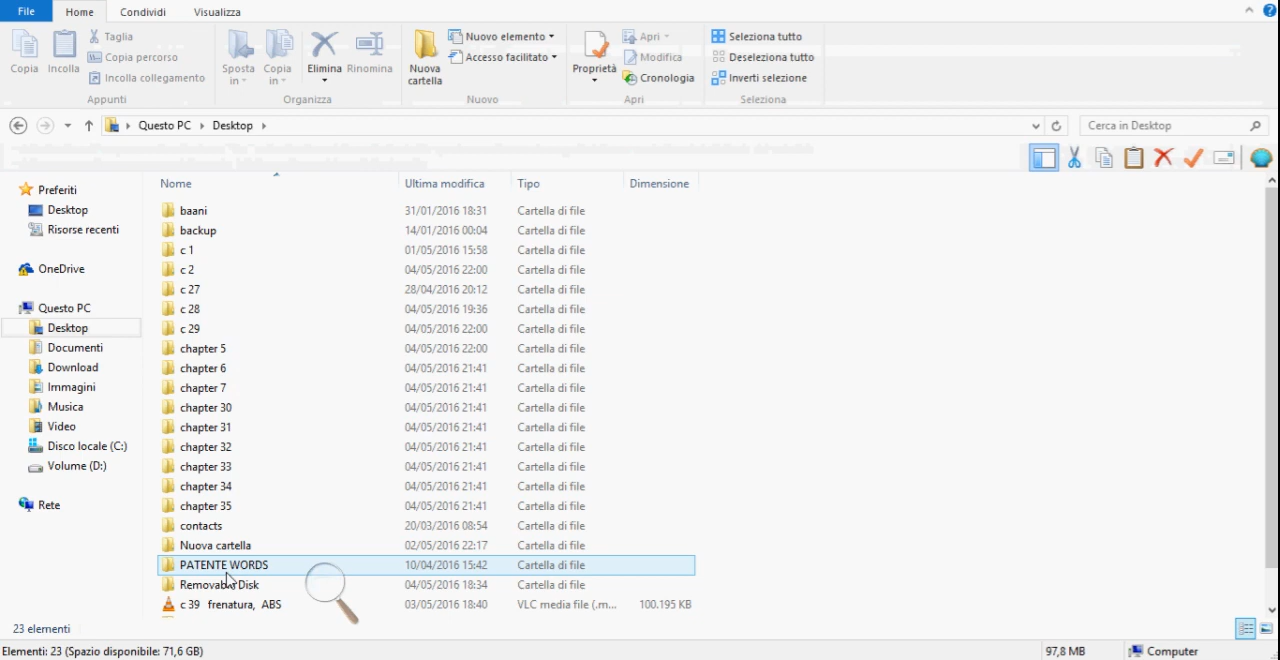 File Home Condividi Visualizza
Copia Incolla Taglia Copia percorso Incolla collegamento
Appunti
Sposta in Copia in Elimina Rinomina
Organizza
Nuova cartella Nuovo elemento Accesso facilitato
Nuovo
Proprietà Apri Modifica Cronologia
Apri
Seleziona tutto Deseleziona tutto Inverti selezione
Seleziona
Questo PC Desktop Cerca in Desktop
Preferiti
Desktop
Risorse recenti
OneDrive
Questo PC
Desktop
Documenti
Download
Immagini
Musica
Video
Disco locale (C:)
Volume (D:)
Rete
Nome Ultima modifica Tipo Dimensione
baani 31/01/2016 18:31 Cartella di file
backup 14/01/2016 00:04 Cartella di file
c 1 01/05/2016 15:58 Cartella di file
c 2 04/05/2016 22:00 Cartella di file
c 27 28/04/2016 20:12 Cartella di file
c 28 04/05/2016 19:36 Cartella di file
c 29 04/05/2016 22:00 Cartella di file
chapter 5 04/05/2016 22:00 Cartella di file
chapter 6 04/05/2016 21:41 Cartella di file
chapter 7 04/05/2016 21:41 Cartella di file
chapter 30 04/05/2016 21:41 Cartella di file
chapter 31 04/05/2016 21:41 Cartella di file
chapter 32 04/05/2016 21:41 Cartella di file
chapter 33 04/05/2016 21:41 Cartella di file
chapter 34 04/05/2016 21:41 Cartella di file
chapter 35 04/05/2016 21:41 Cartella di file
contacts 20/03/2016 08:54 Cartella di file
Nuova cartella 02/05/2016 22:17 Cartella di file
PATENTE WORDS 10/04/2016 15:42 Cartella di file
Removable Disk 04/05/2016 18:34 Cartella di file
c 39 frenatura, ABS 03/05/2016 18:40 VLC media file (.m... 100.195 KB
23 elementi
Elementi: 23 (Spazio disponibile: 71,6 GB) 97,8 MB Computer